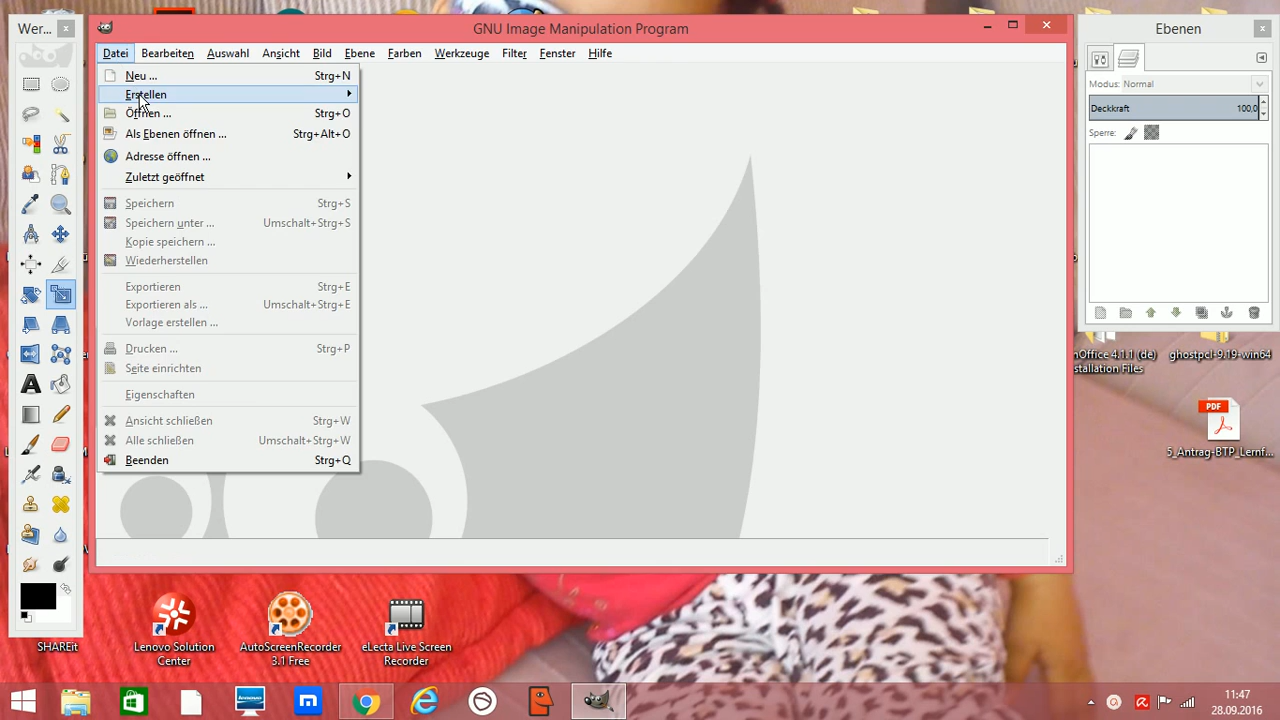 Wer...
GNU Image Manipulation Program
Ebenen
Datei Bearbeiten Auswahl Ansicht Bild Ebene Farben Werkzeuge Filter Fenster Hilfe
Neu ... Strg+N
Erstellen
Öffnen ... Strg+O
Als Ebenen öffnen ... Strg+Alt+O
Adresse öffnen ...
Zuletzt geöffnet
Speichern Strg+S
Speichern unter ... Umschalt+Strg+S
Kopie speichern ...
Wiederherstellen
Exportieren Strg+E
Exportieren als ... Umschalt+Strg+E
Vorlage erstellen ...
Drucken ... Strg+P
Seite einrichten
Eigenschaften
Ansicht schließen Strg+W
Alle schließen Umschalt+Strg+W
Beenden Strg+Q
Modus: Normal
Deckkraft 100,0
Sperre:
nOffice 4.1.1 (de)
stallation Files
ghostpcl-9.19-win64
PDF
5_Antrag-BTP_Lernf...
SHAREit
Lenovo Solution
Center
AutoScreenRecorder
3.1 Free
eLecta Live Screen
Recorder
lenovo
11:47
28.09.2016